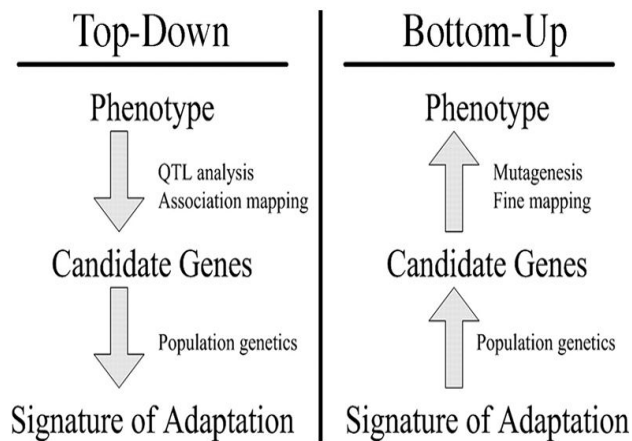 Top-Down
Phenotype
QTL analysis
Association mapping
Candidate Genes
Population genetics
Signature of Adaptation
Bottom-Up
Phenotype
Mutagenesis
Fine mapping
Candidate Genes
Population genetics
Signature of Adaptation